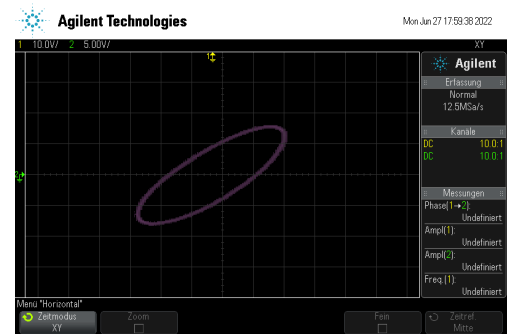 Agilent Technologies
Mon Jun 27 17:59:38 2022
1 10.0V/ 2 5.00V/
XY
1
2
Agilent
Erfassung
Normal
12.5MSa/s
Kanäle
DC 10.0:1
DC 10.0:1
Messungen
Phase(1→2):
Undefiniert
Ampl(1):
Undefiniert
Ampl(2):
Undefiniert
Freq.(1):
Undefiniert
Menü "Horizontal"
Zeitmodus
XY
Zoom
Fein
Zeitref.
Mitte